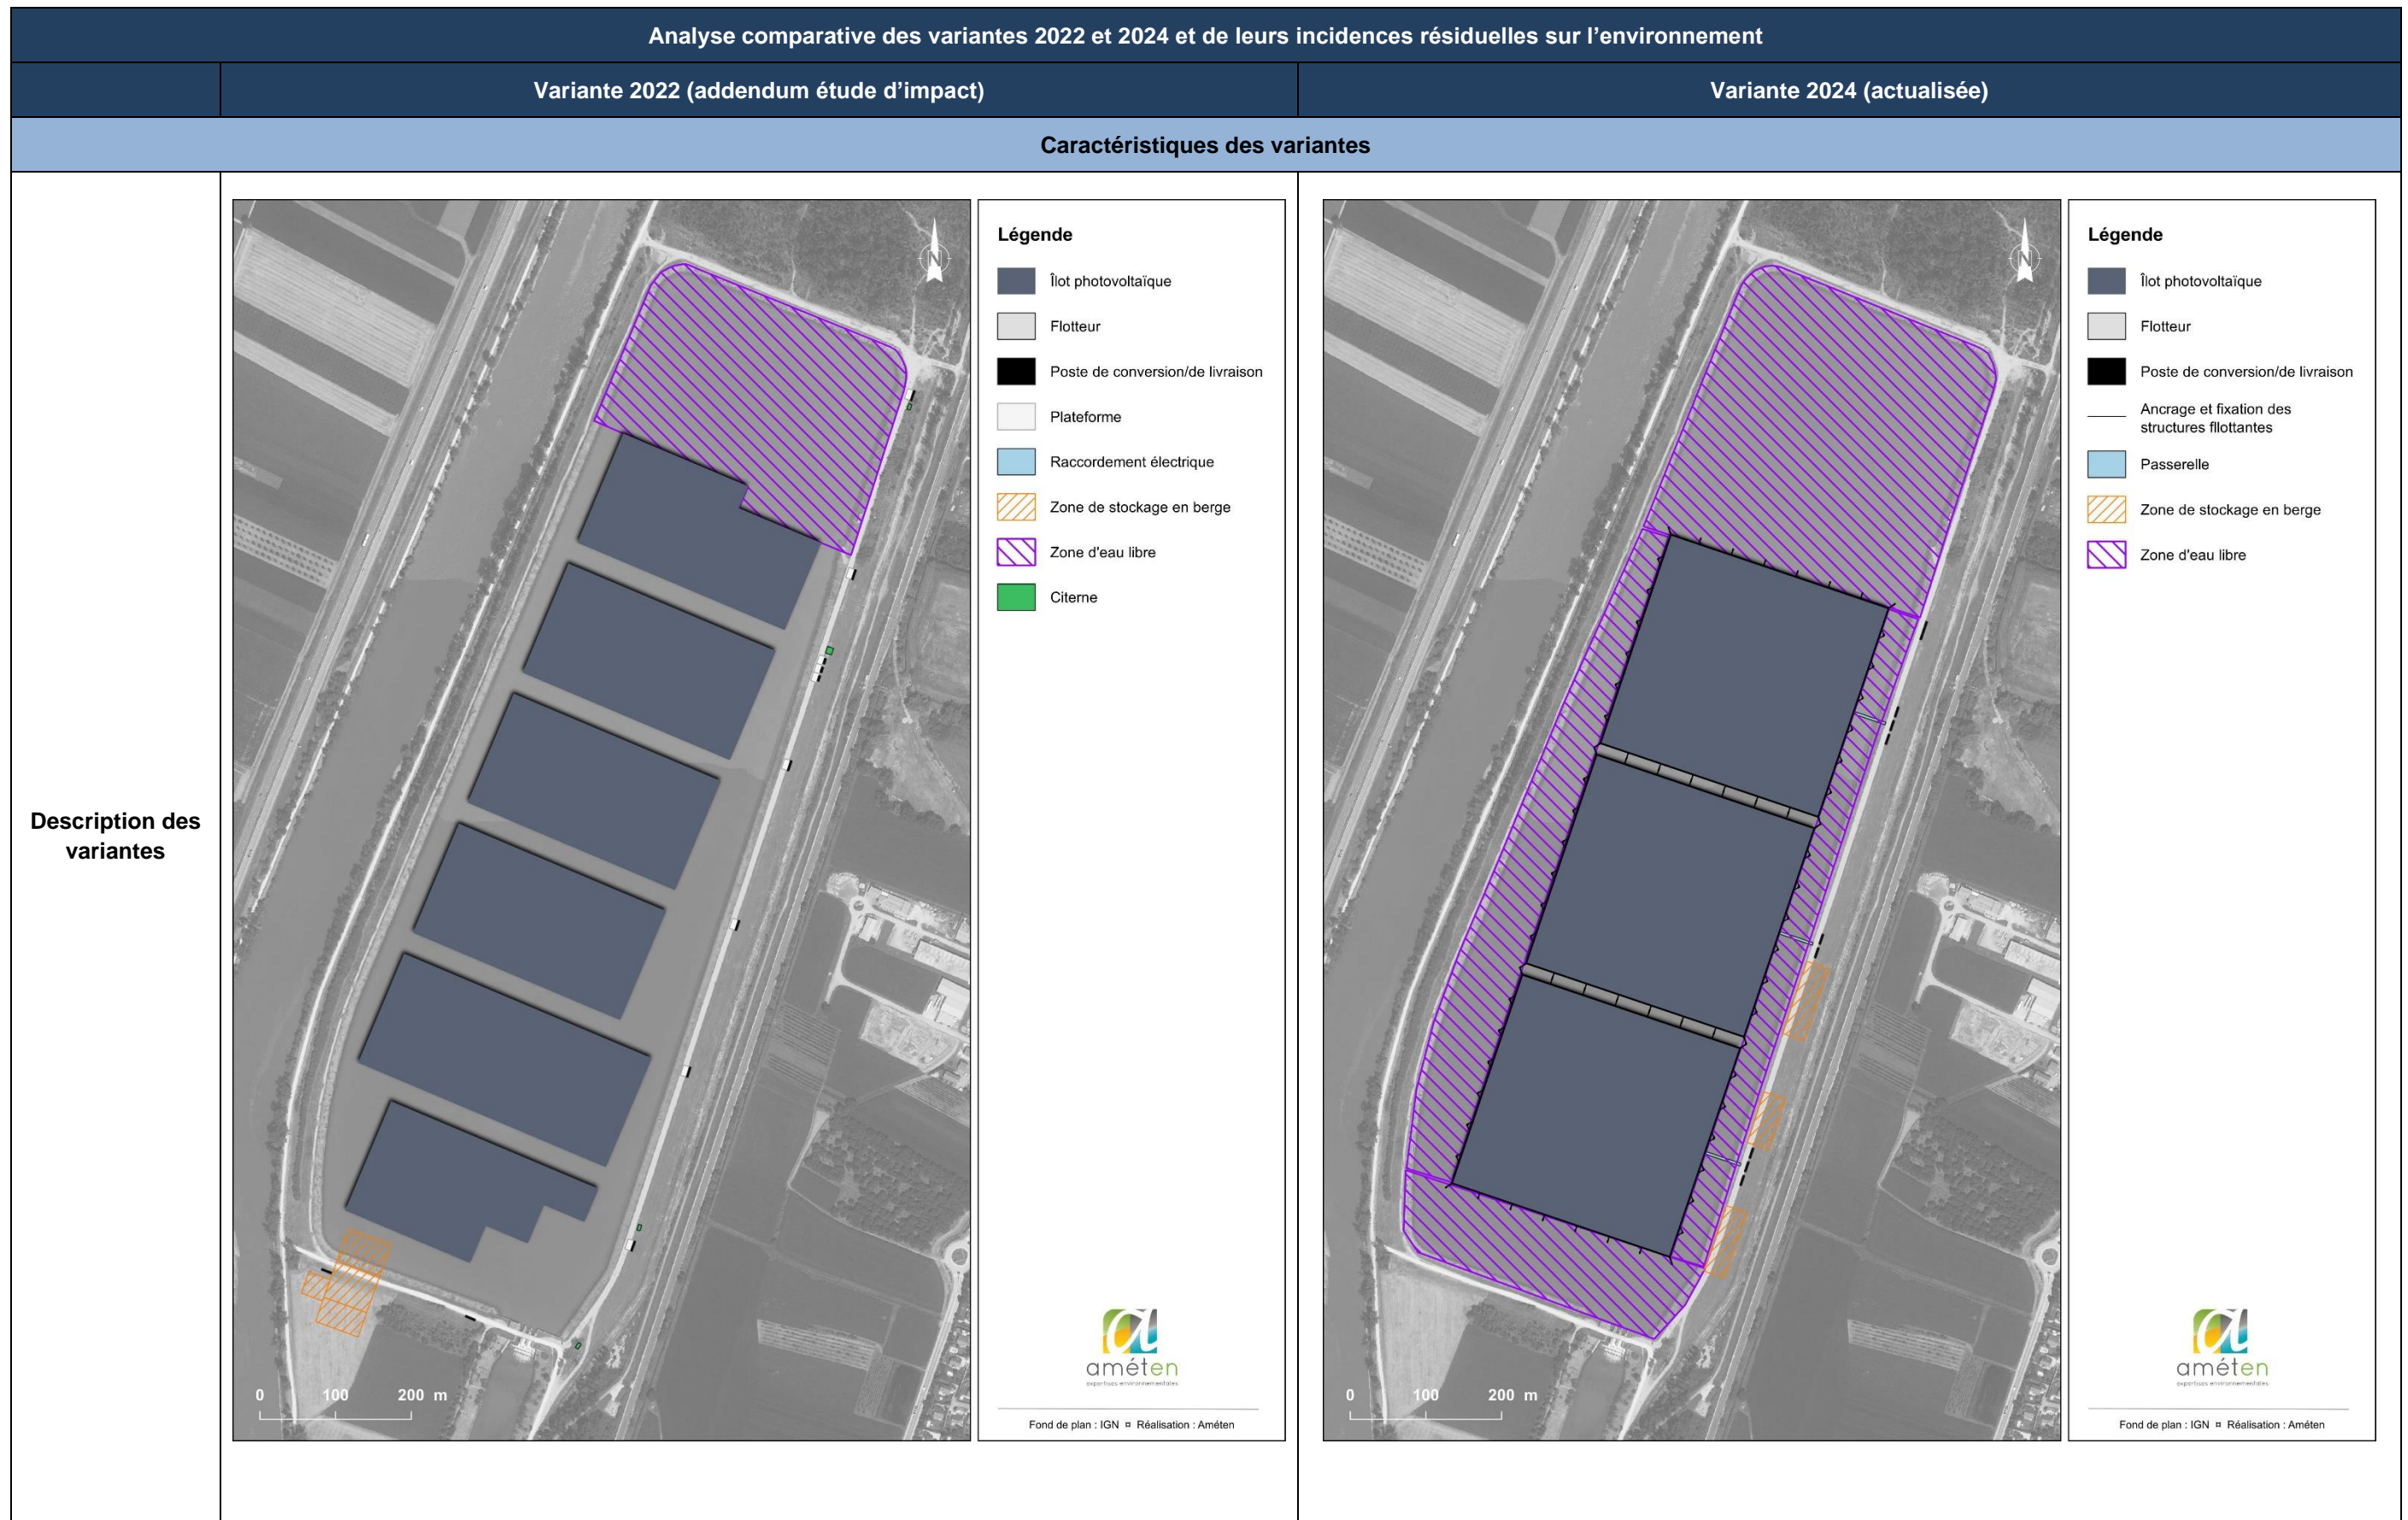 Analyse comparative des variantes 2022 et 2024 et de leurs incidences résiduelles sur l'environnement
Variante 2022 (addendum étude d'impact)
Variante 2024 (actualisée)
Caractéristiques des variantes
Description des
variantes
N
Légende
Îlot photovoltaïque
Flotteur
Poste de conversion/de livraison
Plateforme
Raccordement électrique
Zone de stockage en berge
Zone d'eau libre
Citerne
0 100 200 m
améten
expertises environnementales
Fond de plan : IGN ¤ Réalisation : Améten
N
Légende
Îlot photovoltaïque
Flotteur
Poste de conversion/de livraison
Ancrage et fixation des
structures fllottantes
Passerelle
Zone de stockage en berge
Zone d'eau libre
0 100 200 m
améten
expertises environnementales
Fond de plan : IGN ¤ Réalisation : Améten